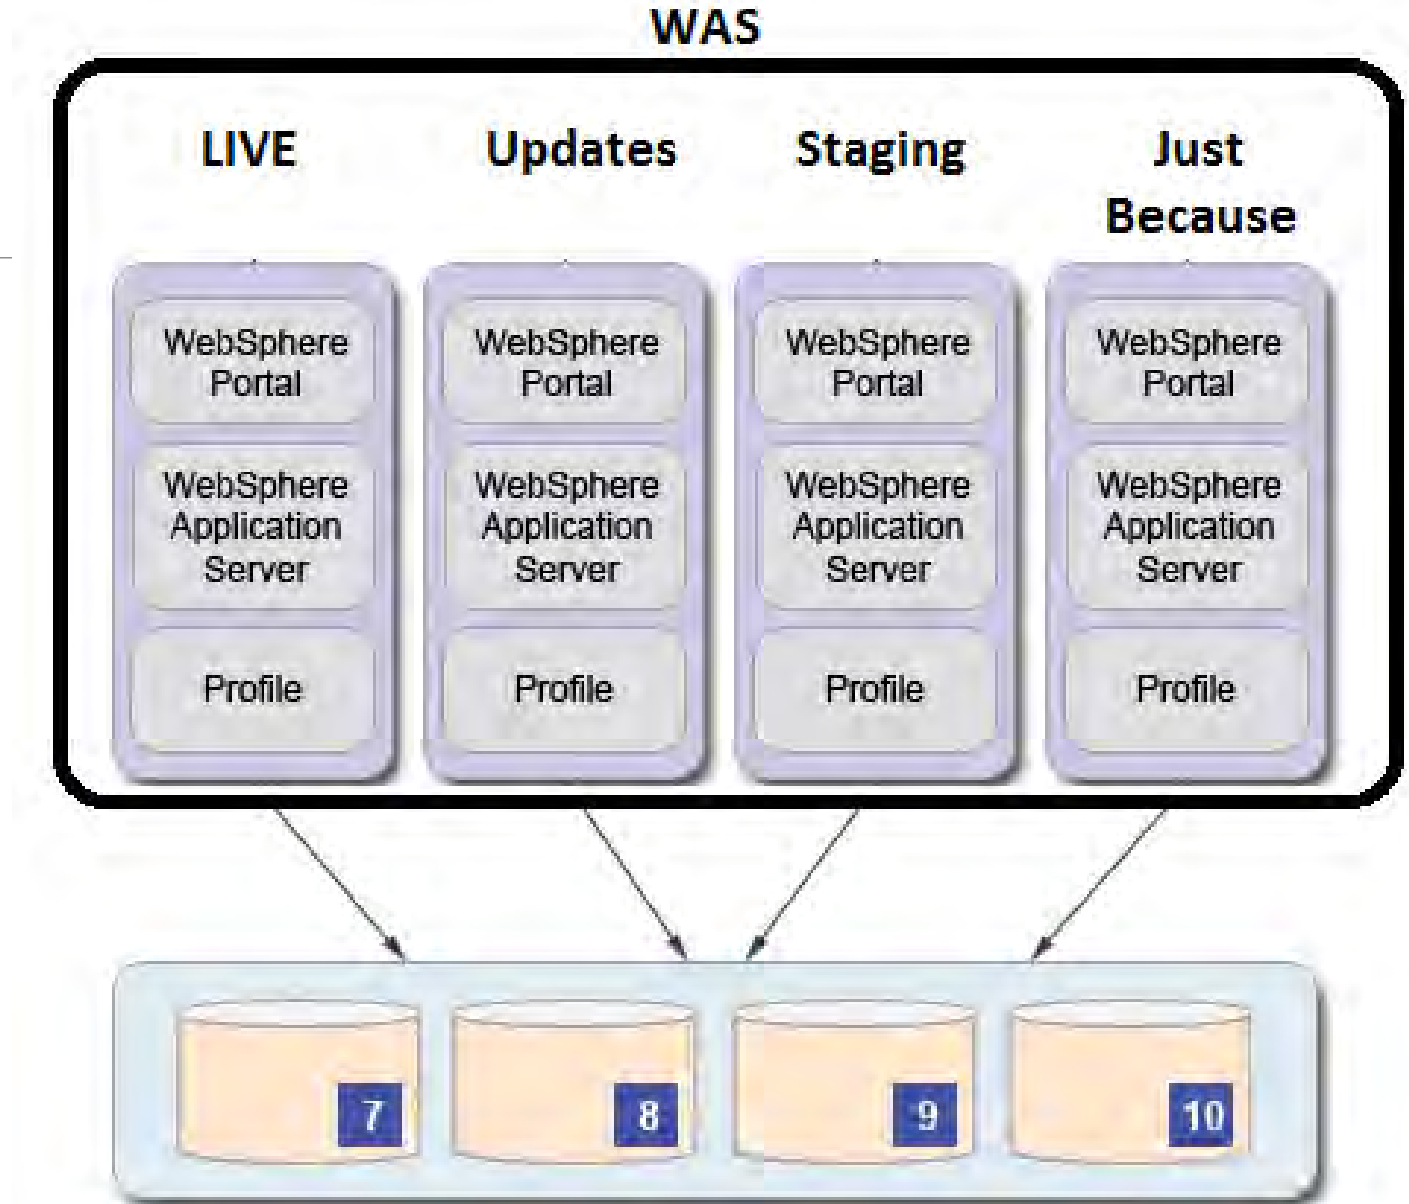 WAS
LIVE
Updates
Staging
Just
Because
WebSphere
Portal
WebSphere
Application
Server
Profile
WebSphere
Portal
WebSphere
Application
Server
Profile
WebSphere
Portal
WebSphere
Application
Server
Profile
WebSphere
Portal
WebSphere
Application
Server
Profile
7
8
9
10